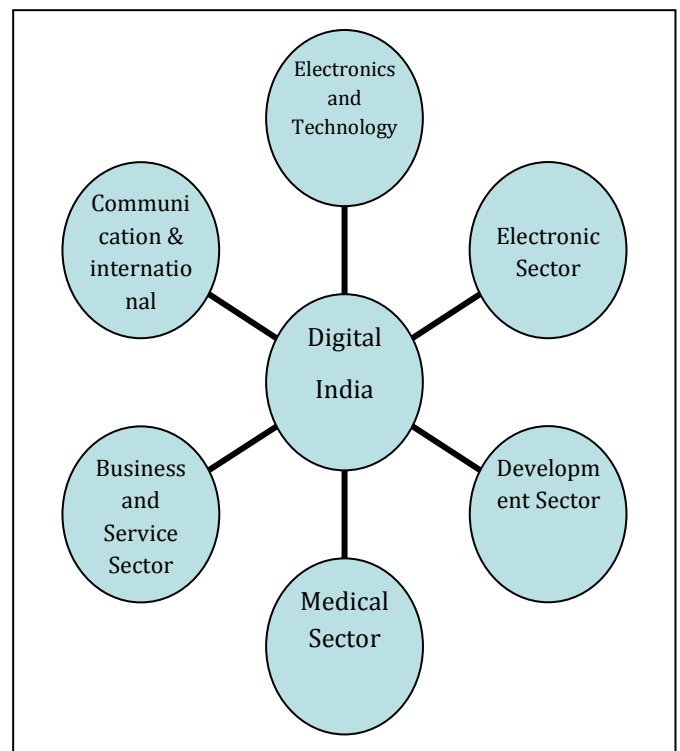 Electronics
and
Technology
Communi
cation &
internatio
nal
Electronic
Sector
Digital
India
Business
and
Service
Sector
Developm
ent Sector
Medical
Sector